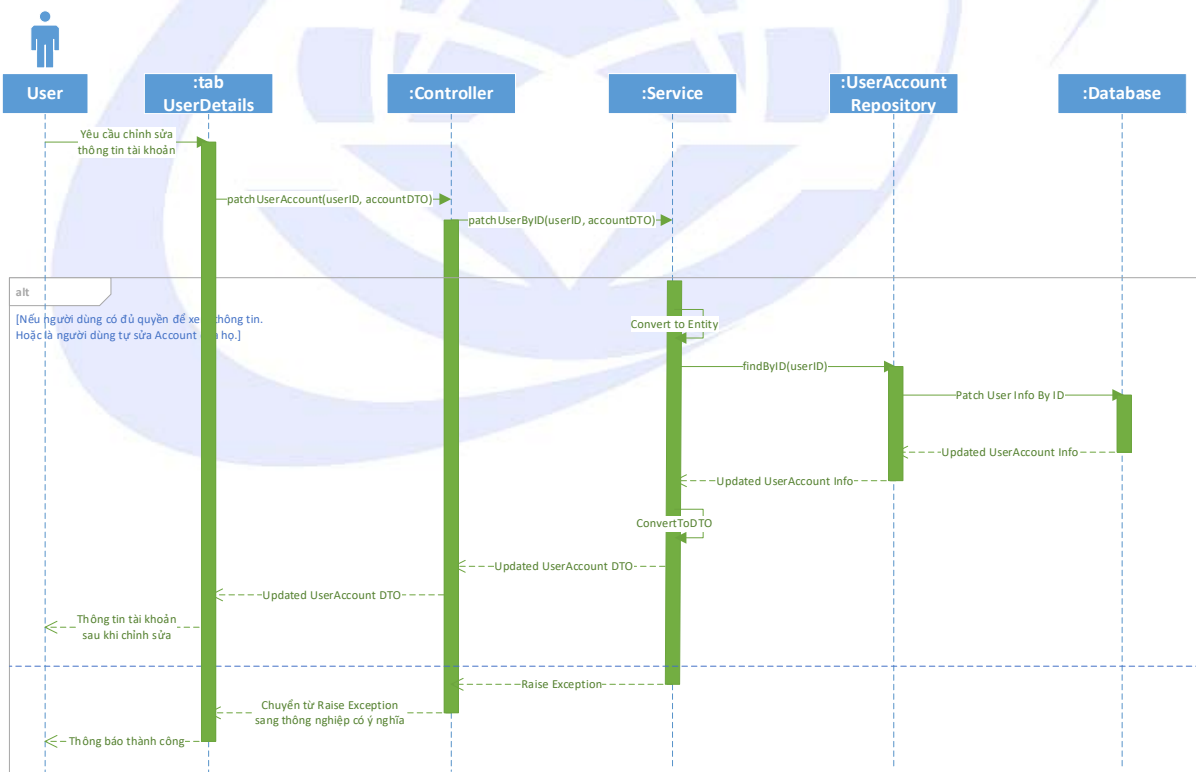 User
:tab
UserDetails
:Controller
:Service
:UserAccount
Repository
:Database
Yêu cầu chỉnh sửa
thông tin tài khoản
patchUserAccount(userID, accountDTO)
patchUserByID(userID, accountDTO)
alt
[Nếu người dùng có đủ quyền để xem thông tin.
Hoặc là người dùng tự sửa Account của họ.]
Convert to Entity
findByID(userID)
Patch User Info By ID
Updated UserAccount Info
Updated UserAccount Info
ConvertToDTO
Updated UserAccount DTO
Updated UserAccount DTO
Thông tin tài khoản
sau khi chỉnh sửa
Raise Exception
Chuyển từ Raise Exception
sang thông nghiệp có ý nghĩa
Thông báo thành công